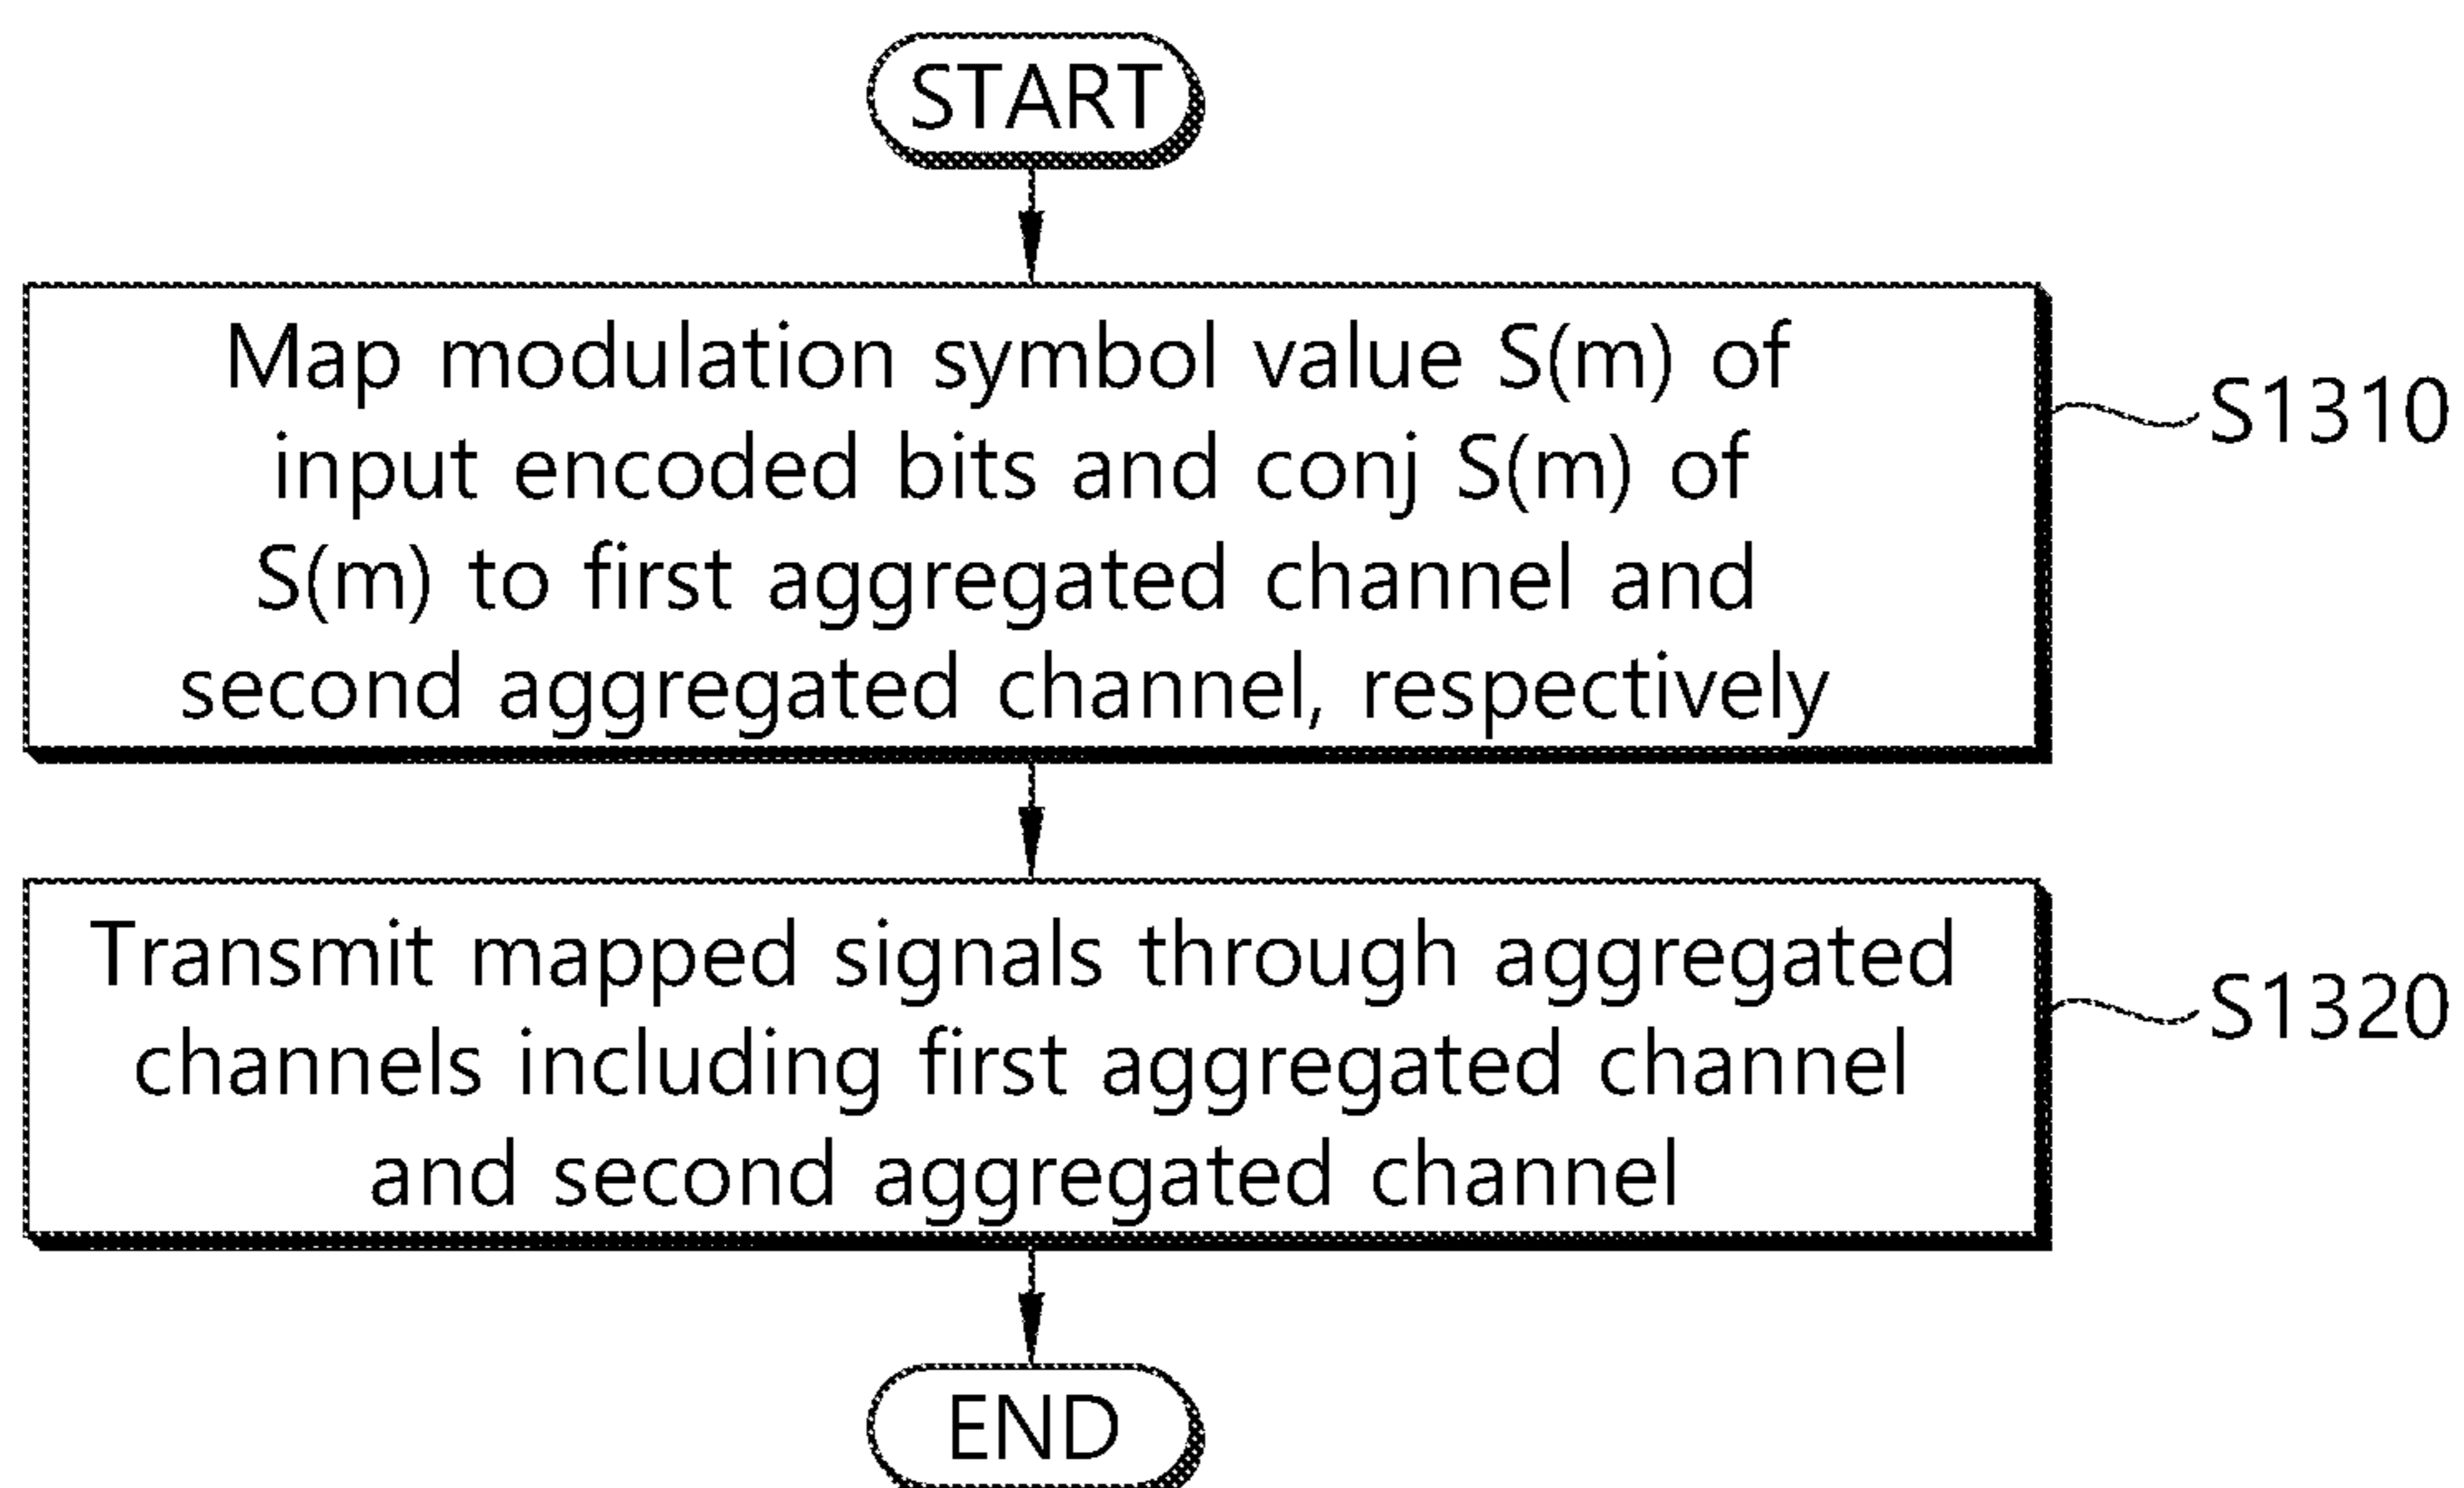 START
Map modulation symbol value S(m) of
input encoded bits and conj S(m) of
S(m) to first aggregated channel and
second aggregated channel, respectively
S1310
Transmit mapped signals through aggregated
channels including first aggregated channel
and second aggregated channel
S1320
END